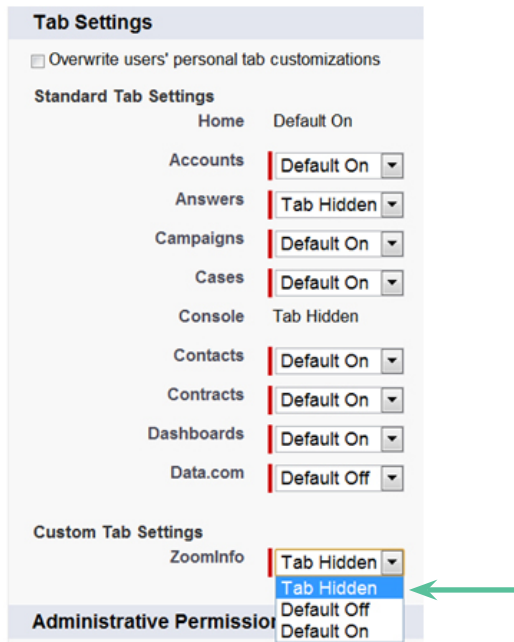 Tab Settings
Overwrite users' personal tab customizations
Standard Tab Settings
Home Default On
Accounts Default On
Answers Tab Hidden
Campaigns Default On
Cases Default On
Console Tab Hidden
Contacts Default On
Contracts Default On
Dashboards Default On
Data.com Default Off
Custom Tab Settings
ZoomInfo Tab Hidden
Tab Hidden
Default Off
Administrative Permissio
Default On